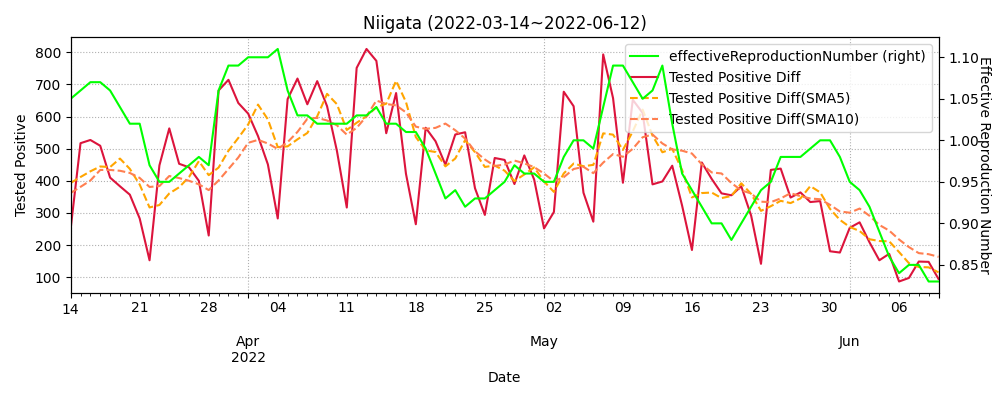 Niigata (2022-03-14~2022-06-12)
effectiveReproductionNumber (right)
Tested Positive Diff
Tested Positive Diff(SMA5)
Tested Positive Diff(SMA10)
Tested Positive
800
700
600
500
400
300
200
100
1.10
1.05
1.00
0.95
0.90
0.85
Effective Reproduction Number
14 21 28 04 11 18 25 02 09 16 23 30 06
Apr May Jun
2022
Date